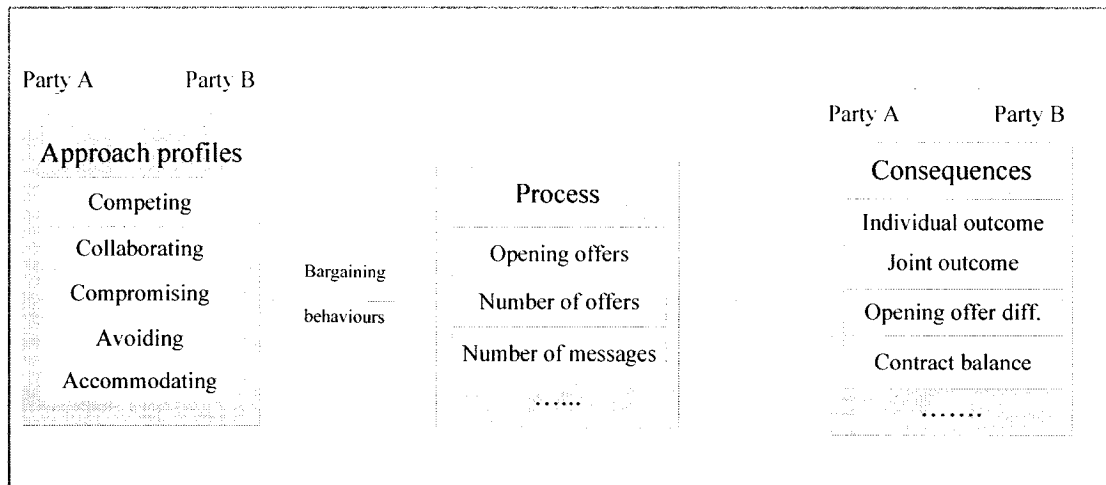 Party A Party B
Approach profiles
Competing
Collaborating
Compromising
Avoiding
Accommodating
Bargaining
behaviours
Process
Opening offers
Number of offers
Number of messages
......
Party A Party B
Consequences
Individual outcome
Joint outcome
Opening offer diff.
Contract balance
.......